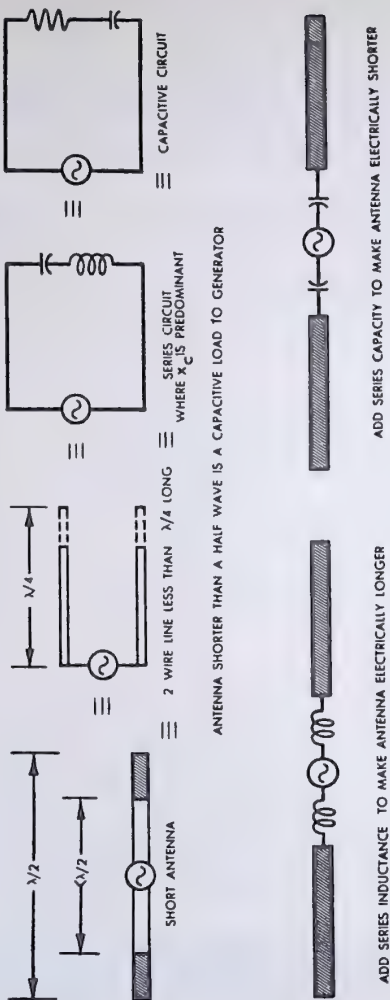 λ/2
<λ/2
SHORT ANTENNA
≡
λ/4
≡ 2 WIRE LINE LESS THAN λ/4 LONG
≡
≡ SERIES CIRCUIT
WHERE X_C IS PREDOMINANT
≡
≡ CAPACITIVE CIRCUIT
ANTENNA SHORTER THAN A HALF WAVE IS A CAPACITIVE LOAD TO GENERATOR
ADD SERIES INDUCTANCE TO MAKE ANTENNA ELECTRICALLY LONGER
ADD SERIES CAPACITY TO MAKE ANTENNA ELECTRICALLY SHORTER